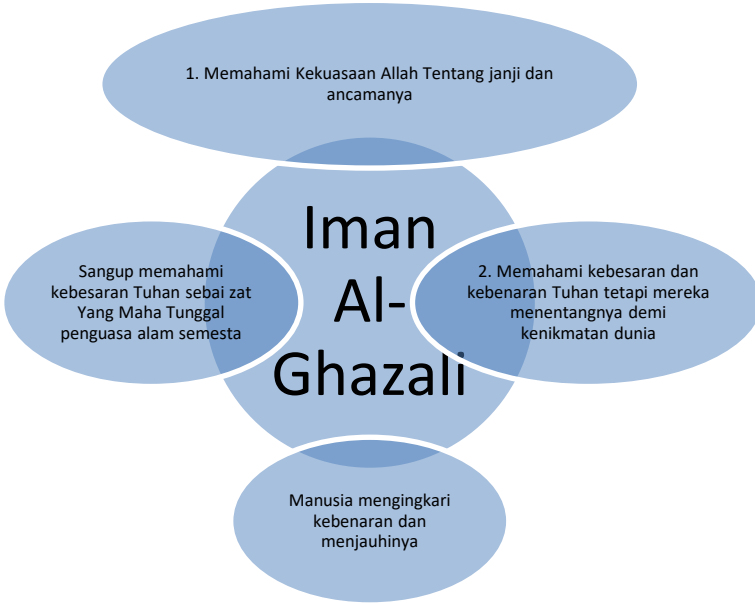 1. Memahami Kekuasaan Allah Tentang janji dan
ancamanya
Iman
Al-
Ghazali
Sangup memahami
kebesaran Tuhan sebai zat
Yang Maha Tunggal
penguasa alam semesta
2. Memahami kebesaran dan
kebenaran Tuhan tetapi mereka
menentangnya demi
kenikmatan dunia
Manusia mengingkari
kebenaran dan
menjauhinya